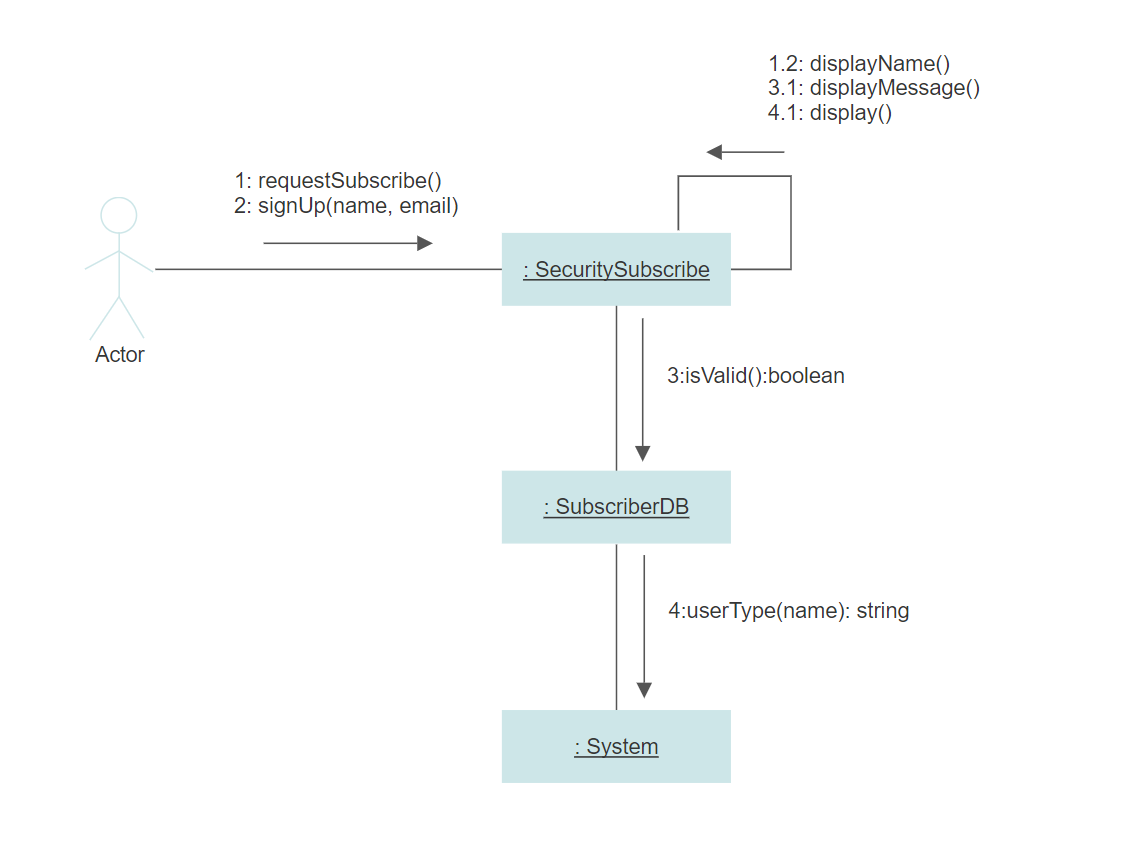 1.2: displayName()
3.1: displayMessage()
4.1: display()
1: requestSubscribe()
2: signUp(name, email)
: SecuritySubscribe
Actor
3:isValid():boolean
: SubscriberDB
4:userType(name): string
: System